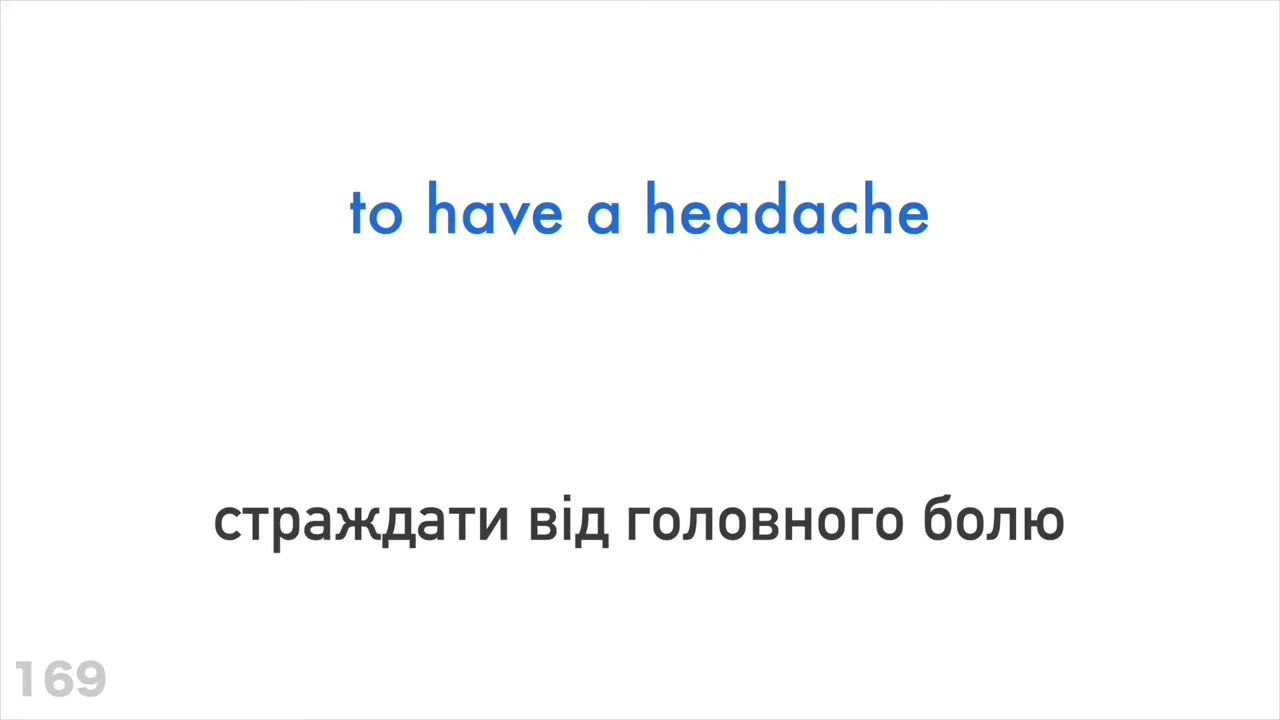 to have a headache
страждати від головного болю
169